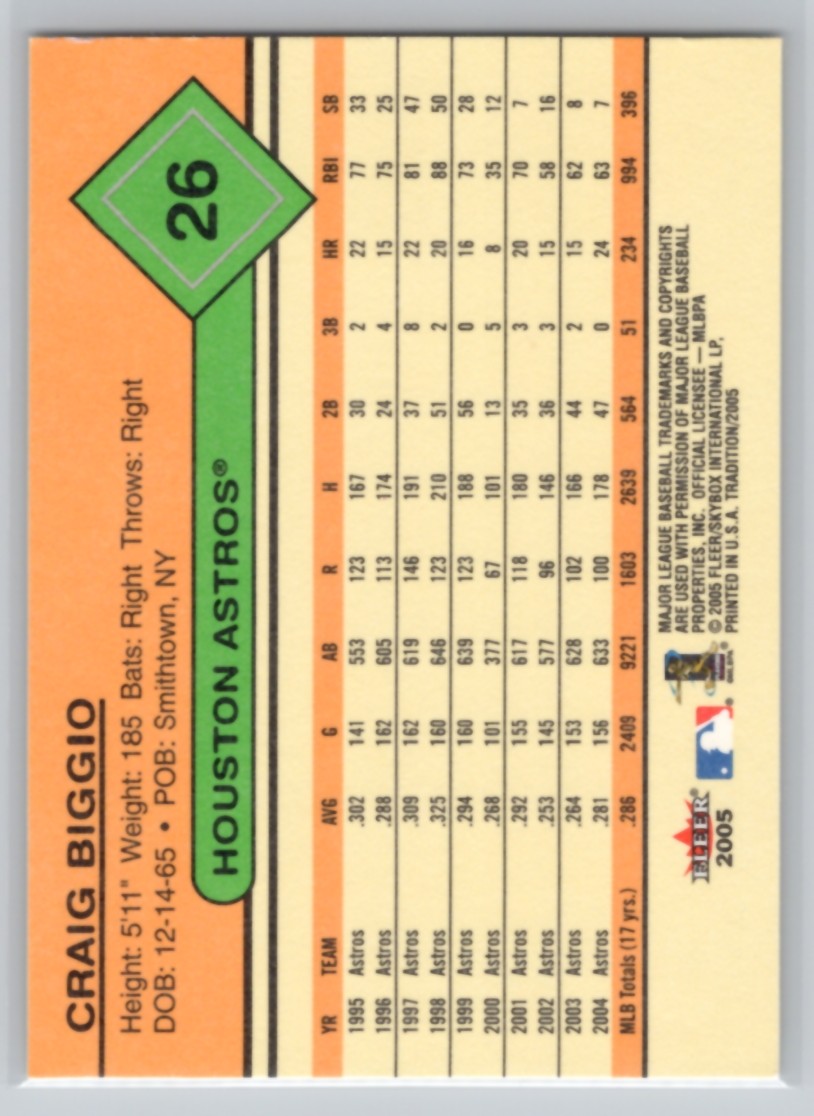 CRAIG BIGGIO
26
Height: 5'11" Weight: 185 Bats: Right Throws: Right
DOB: 12-14-65 • POB: Smithtown, NY
HOUSTON ASTROS®
YR TEAM AVG G AB R H 2B 3B HR RBI SB
1995 Astros .302 141 553 123 167 30 2 22 77 33
1996 Astros .288 162 605 113 174 24 4 15 75 25
1997 Astros .309 162 619 146 191 37 8 22 81 47
1998 Astros .325 160 646 123 210 51 2 20 88 50
1999 Astros .294 160 639 123 188 56 0 16 73 28
2000 Astros .268 101 377 67 101 13 5 8 35 12
2001 Astros .292 155 617 118 180 35 3 20 70 7
2002 Astros .253 145 577 96 146 36 3 15 58 16
2003 Astros .264 153 628 102 166 44 2 15 62 8
2004 Astros .281 156 633 100 178 47 0 24 63 7
MLB Totals (17 yrs.) .286 2409 9221 1603 2639 564 51 234 994 396
FLEER®
2005
MAJOR LEAGUE BASEBALL TRADEMARKS AND COPYRIGHTS
ARE USED WITH PERMISSION OF MAJOR LEAGUE BASEBALL
PROPERTIES, INC. OFFICIAL LICENSEE — MLBPA
© 2005 FLEER/SKYBOX INTERNATIONAL LP.
PRINTED IN U.S.A. TRADITION/2005